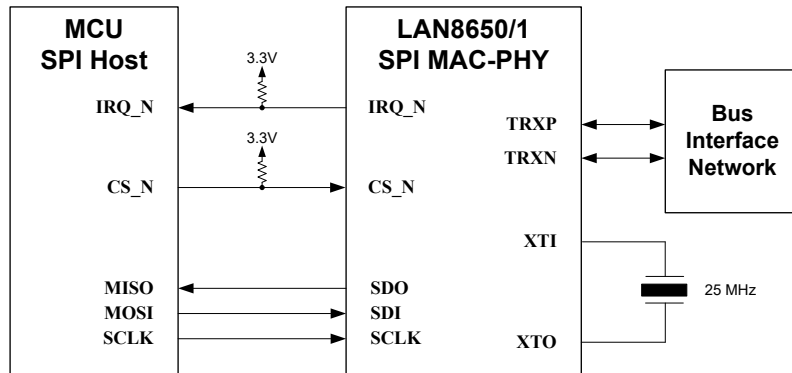 MCU
SPI Host
LAN8650/1
SPI MAC-PHY
3.3V
IRQ_N
IRQ_N
3.3V
CS_N
CS_N
TRXP
TRXN
Bus
Interface
Network
XTI
25 MHz
XTO
MISO
SDO
MOSI
SDI
SCLK
SCLK